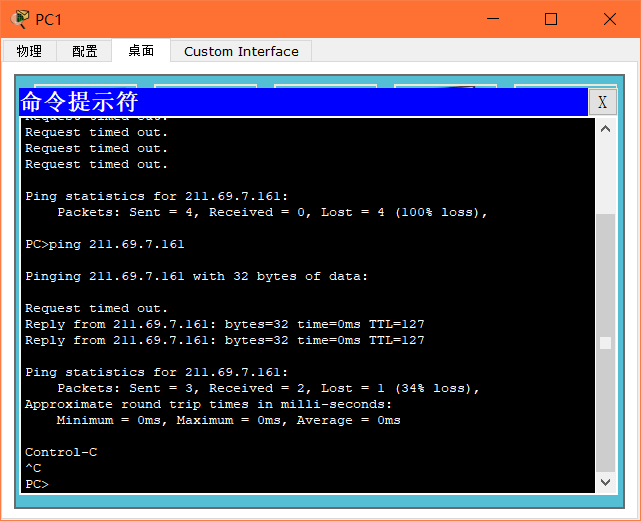 PC1
物理 配置 桌面 Custom Interface
命令提示符 X
Request timed out.
Request timed out.
Request timed out.
Request timed out.
Ping statistics for 211.69.7.161:
Packets: Sent = 4, Received = 0, Lost = 4 (100% loss),
PC>ping 211.69.7.161
Pinging 211.69.7.161 with 32 bytes of data:
Request timed out.
Reply from 211.69.7.161: bytes=32 time=0ms TTL=127
Reply from 211.69.7.161: bytes=32 time=0ms TTL=127
Ping statistics for 211.69.7.161:
Packets: Sent = 3, Received = 2, Lost = 1 (34% loss),
Approximate round trip times in milli-seconds:
Minimum = 0ms, Maximum = 0ms, Average = 0ms
Control-C
^C
PC>